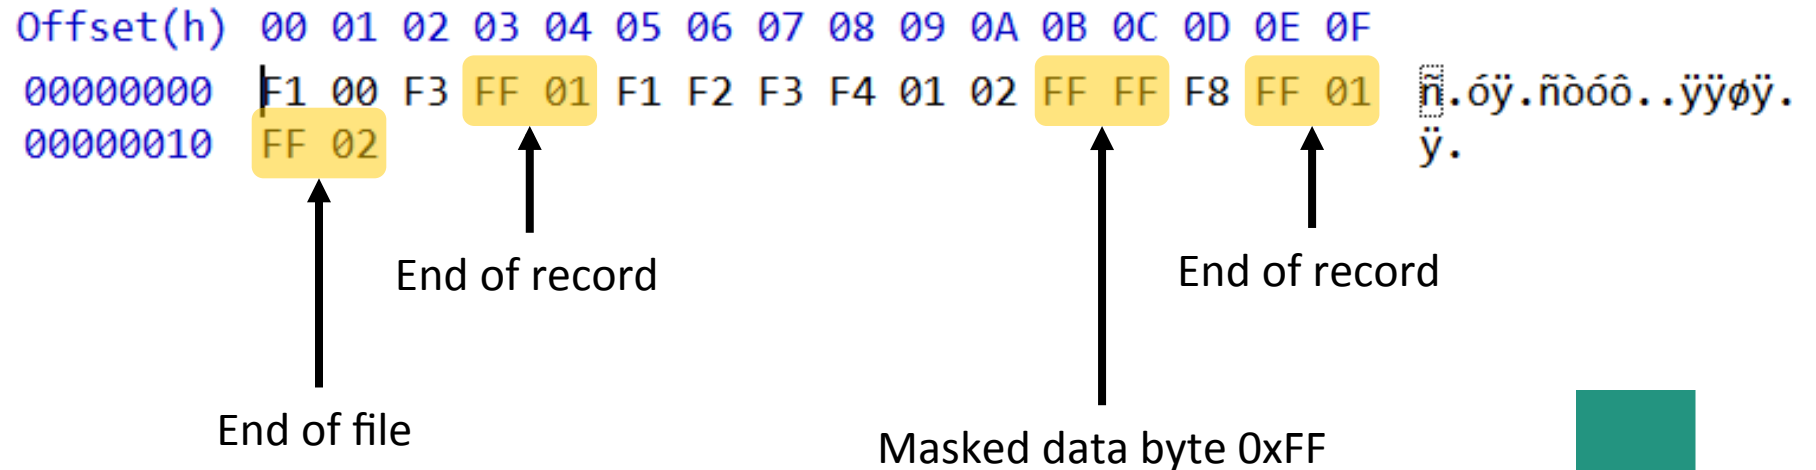 Offset(h) 00 01 02 03 04 05 06 07 08 09 0A 0B 0C 0D 0E 0F
00000000 F1 00 F3 FF 01 F1 F2 F3 F4 01 02 FF FF F8 FF 01 ñ.óÿ.ñòóô..ÿÿøÿ.
00000010 FF 02 ÿ.
End of record
End of record
End of file
Masked data byte 0xFF